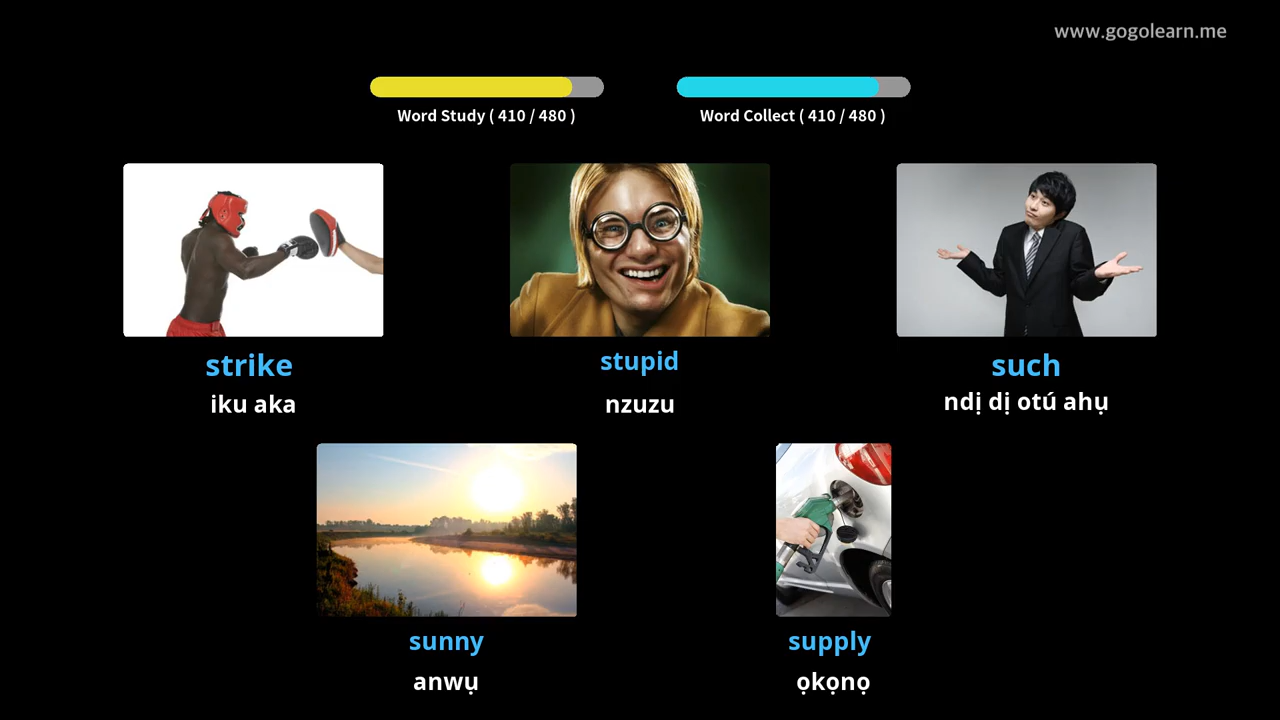 www.gogolearn.me
Word Study ( 410 / 480 )
Word Collect ( 410 / 480 )
strike
stupid
such
iku aka
nzuzu
ndị dị otú ahụ
sunny
supply
anwụ
ọkọnọ